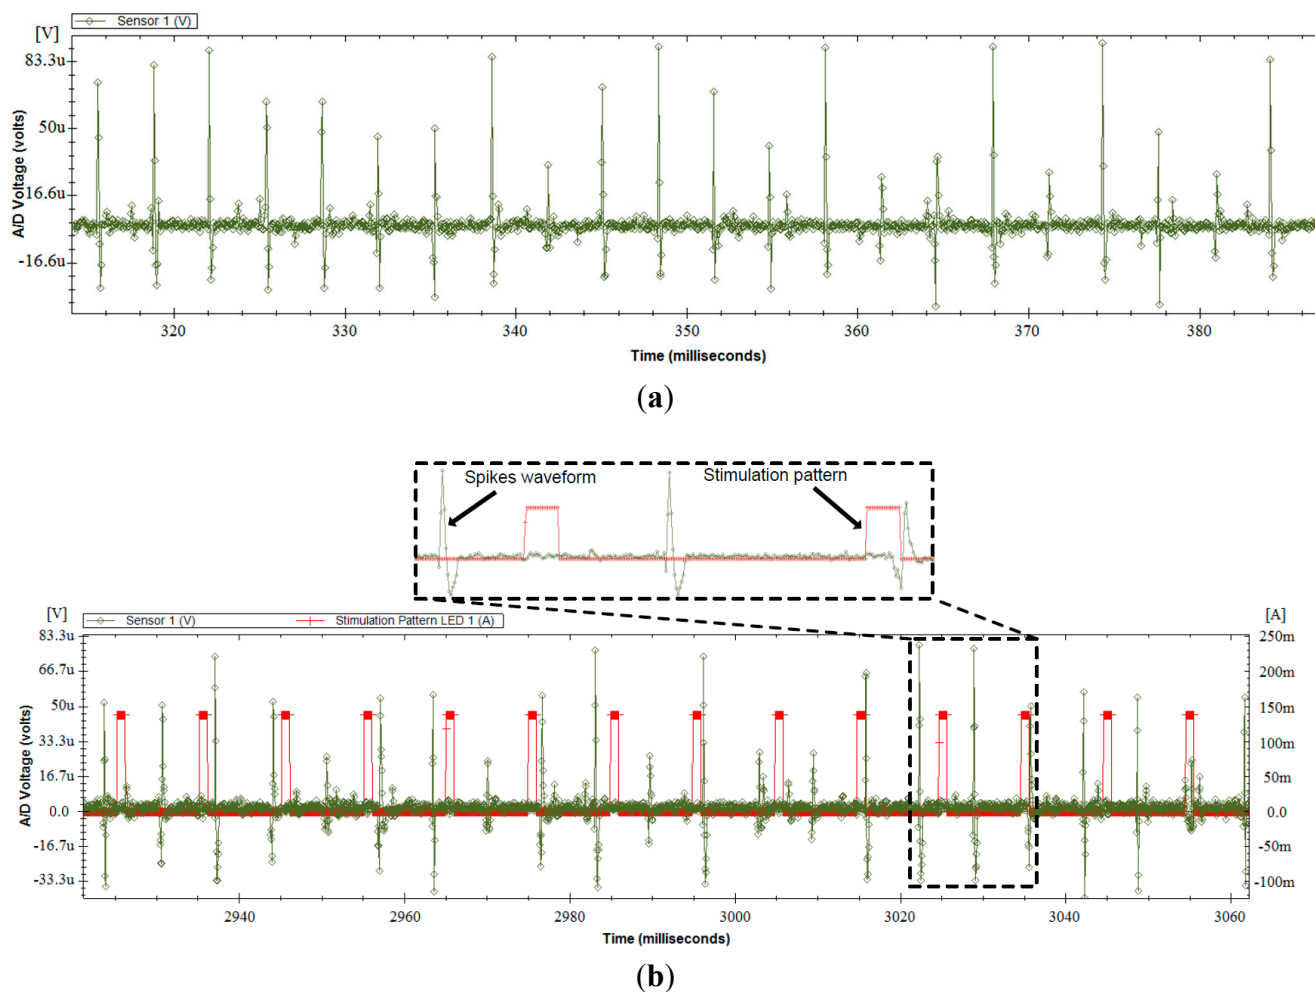 [V]
Sensor 1 (V)
83.3u
50u
16.6u
-16.6u
A/D Voltage (volts)
320 330 340 350 360 370 380
Time (milliseconds)
(a)
Spikes waveform
Stimulation pattern
[V]
Sensor 1 (V) Stimulation Pattern LED 1 (A)
[A]
83.3u
66.7u
50u
33.3u
16.7u
0.0
-16.7u
-33.3u
A/D Voltage (volts)
250m
200m
150m
100m
50m
0.0
-50m
-100m
2940 2960 2980 3000 3020 3040 3060
Time (milliseconds)
(b)